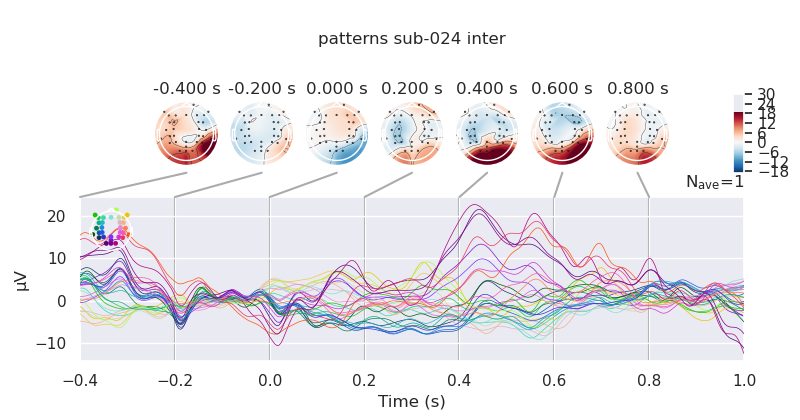 patterns sub-024 inter
-0.400 s -0.200 s 0.000 s 0.200 s 0.400 s 0.600 s 0.800 s
30
24
18
12
6
0
−6
−12
−18
Nave=1
20
10
0
−10
µV
−0.4 −0.2 0.0 0.2 0.4 0.6 0.8 1.0
Time (s)